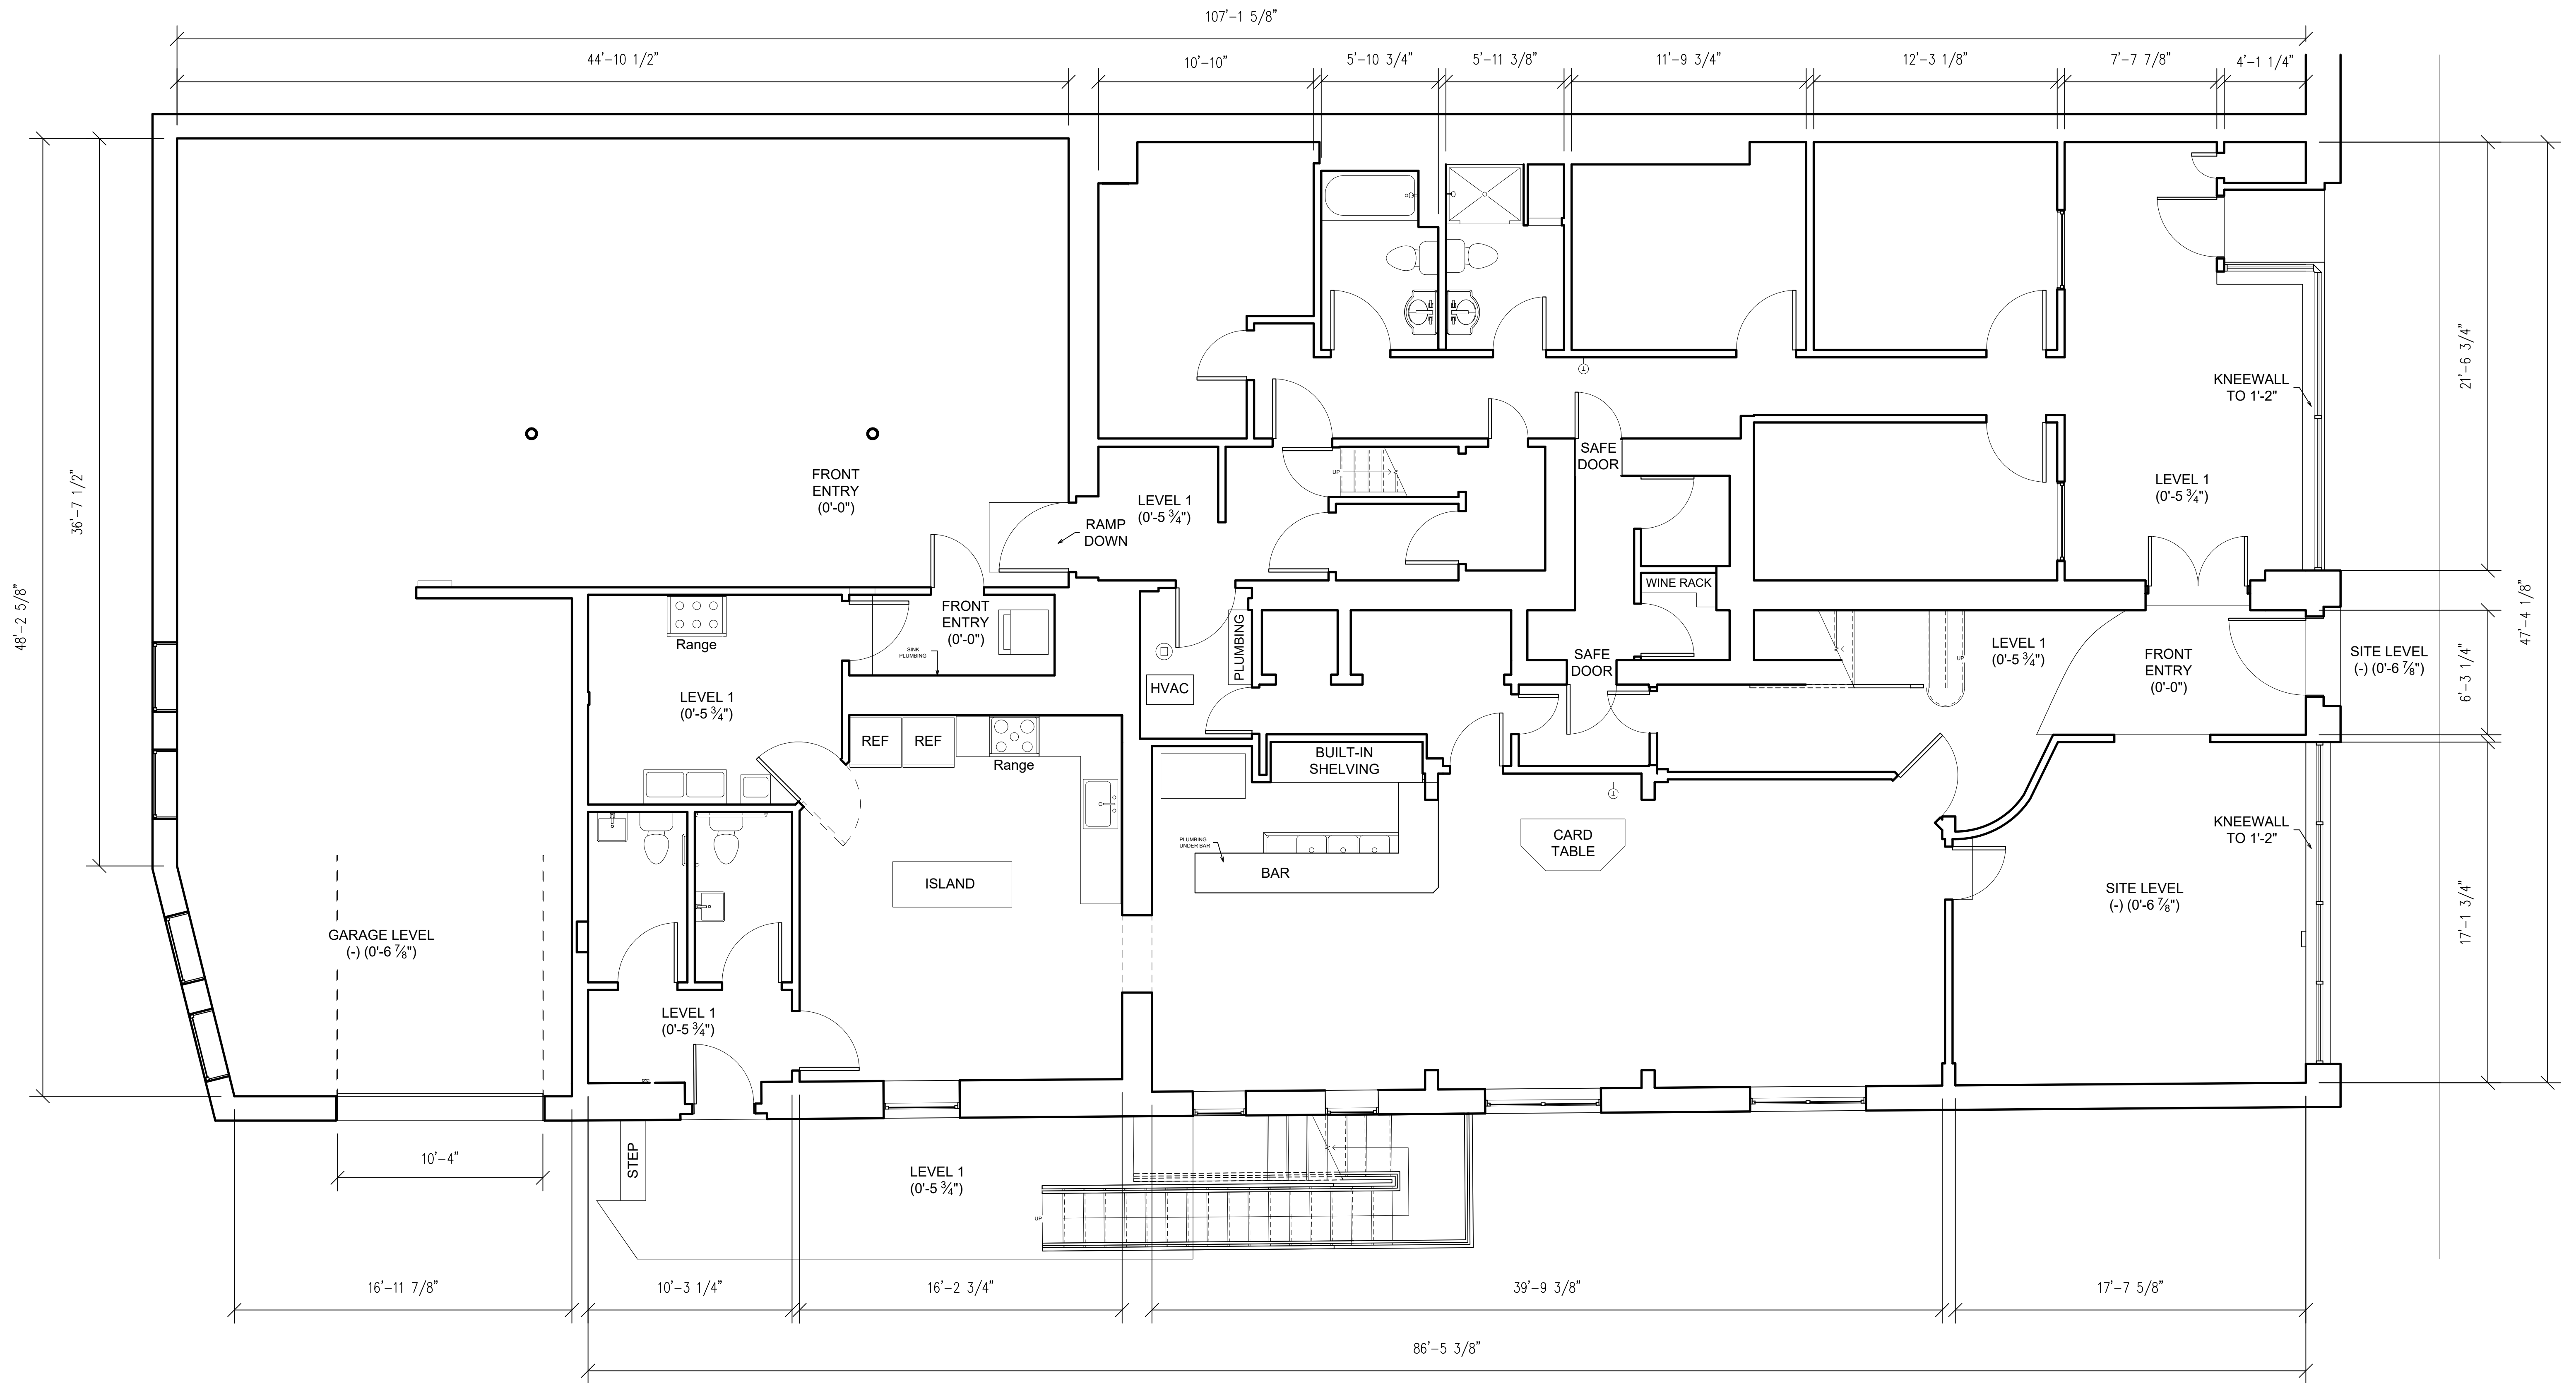 107'-1 5/8"
44'-10 1/2"
10'-10"
5'-10 3/4"
5'-11 3/8"
11'-9 3/4"
12'-3 1/8"
7'-7 7/8"
4'-1 1/4"
48'-2 5/8"
36'-7 1/2"
21'-6 3/4"
47'-4 1/8"
6'-3 1/4"
17'-1 3/4"
KNEEWALL
TO 1'-2"
SAFE
DOOR
UP
FRONT
ENTRY
(0'-0")
LEVEL 1
(0'-5 ¾")
LEVEL 1
(0'-5 ¾")
RAMP
DOWN
WINE RACK
FRONT
ENTRY
(0'-0")
SINK
PLUMBING
Range
PLUMBING
HVAC
SAFE
DOOR
LEVEL 1
(0'-5 ¾")
UP
FRONT
ENTRY
(0'-0")
SITE LEVEL
(-) (0'-6 ⅞")
LEVEL 1
(0'-5 ¾")
REF
REF
Range
BUILT-IN
SHELVING
PLUMBING
UNDER BAR
BAR
CARD
TABLE
KNEEWALL
TO 1'-2"
ISLAND
SITE LEVEL
(-) (0'-6 ⅞")
GARAGE LEVEL
(-) (0'-6 ⅞")
LEVEL 1
(0'-5 ¾")
STEP
LEVEL 1
(0'-5 ¾")
UP
10'-4"
16'-11 7/8"
10'-3 1/4"
16'-2 3/4"
39'-9 3/8"
17'-7 5/8"
86'-5 3/8"